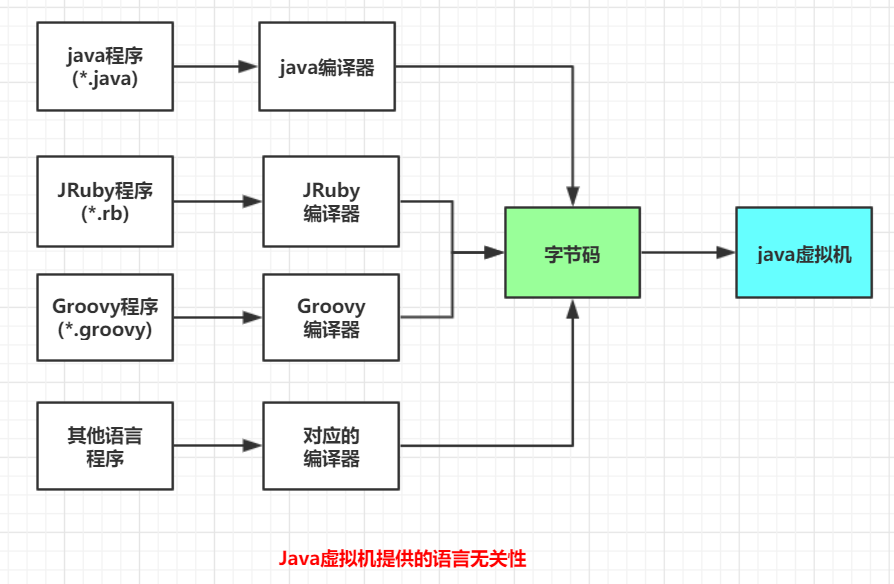 java程序
(*.java)
java编译器
JRuby程序
(*.rb)
JRuby
编译器
字节码
java虚拟机
Groovy程序
(*.groovy)
Groovy
编译器
其他语言
程序
对应的
编译器
Java虚拟机提供的语言无关性